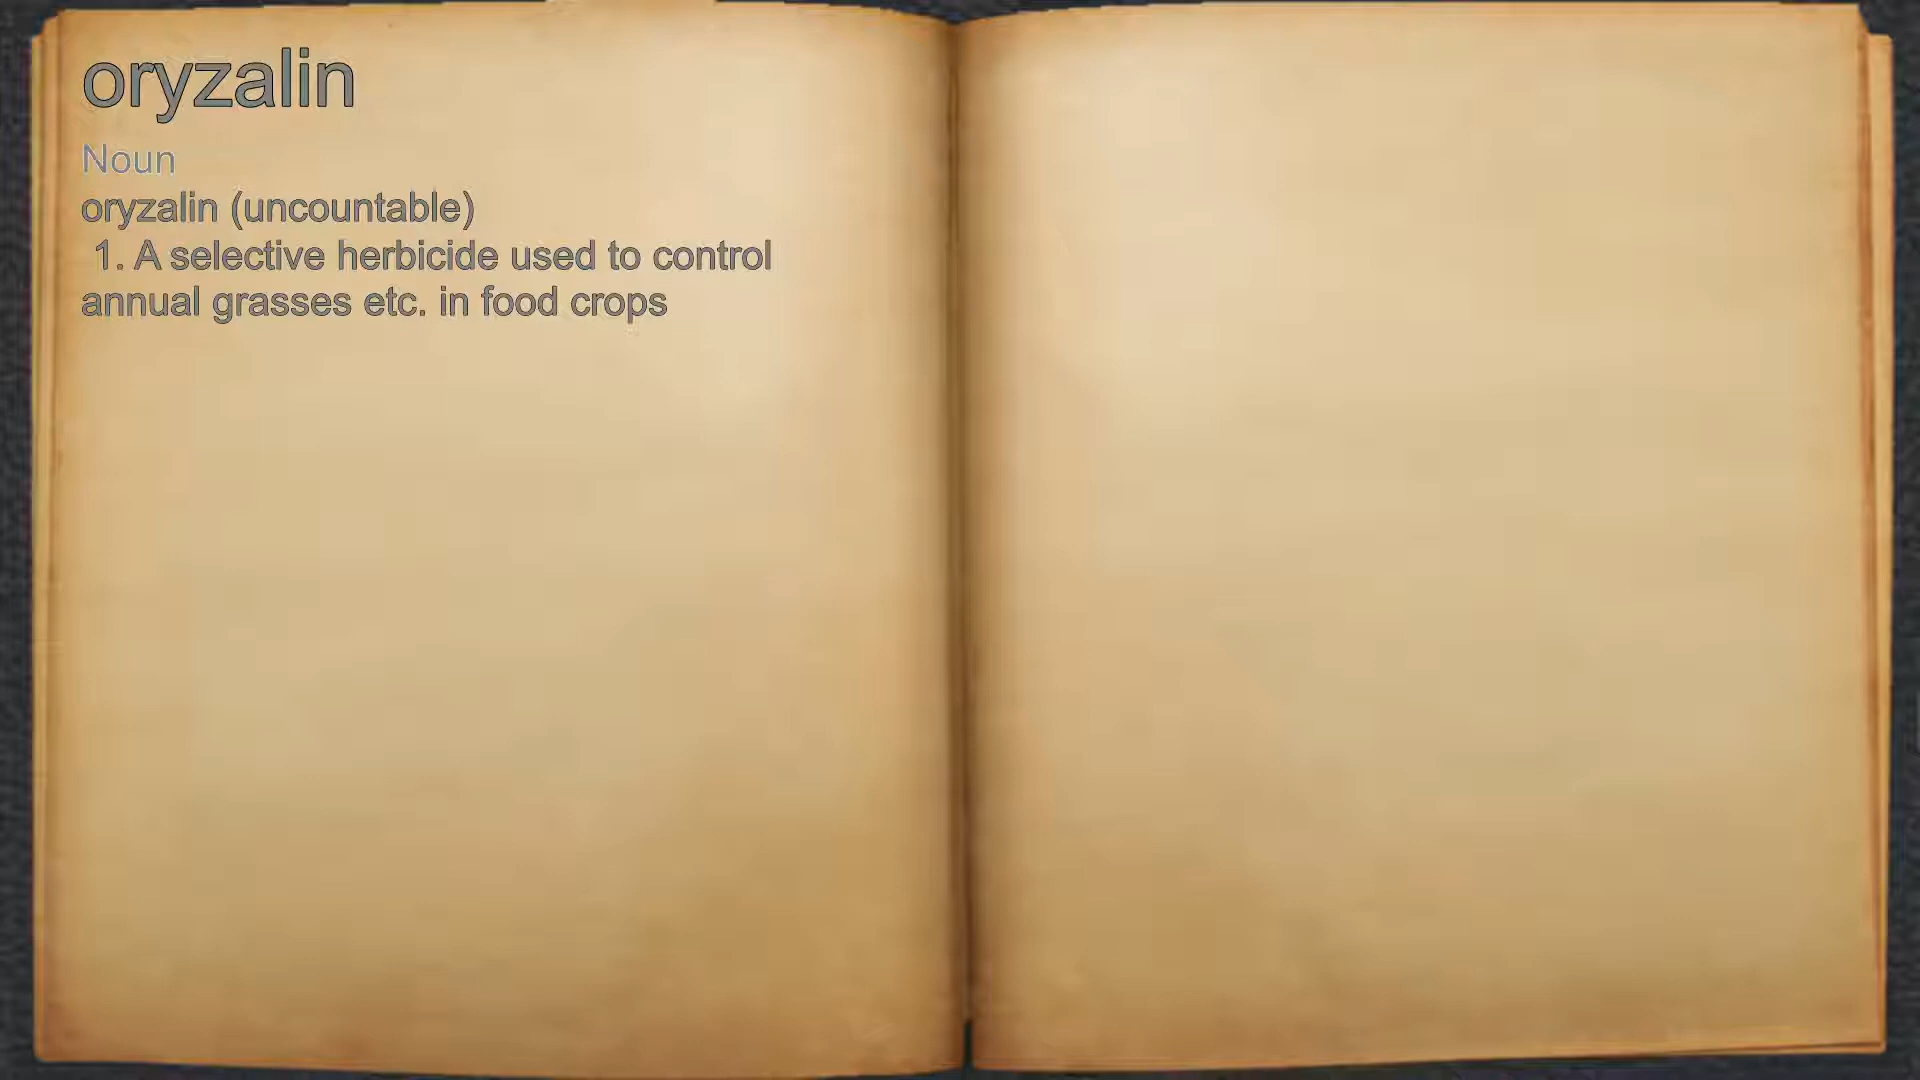 oryzalin
Noun
oryzalin (uncountable)
1. A selective herbicide used to control
annual grasses etc. in food crops